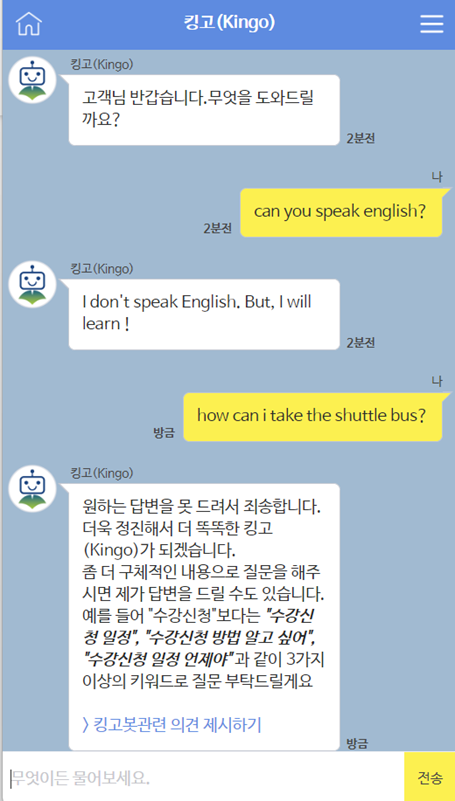 킹고(Kingo)
킹고(Kingo)
고객님 반갑습니다.무엇을 도와드릴
까요?
2분전
나
can you speak english?
2분전
킹고(Kingo)
I don't speak English. But, I will
learn !
2분전
나
how can i take the shuttle bus?
방금
킹고(Kingo)
원하는 답변을 못 드려서 죄송합니다.
더욱 정진해서 더 똑똑한 킹고
(Kingo)가 되겠습니다.
좀 더 구체적인 내용으로 질문을 해주
시면 제가 답변을 드릴 수도 있습니다.
예를 들어 "수강신청"보다는 "수강신
청 일정", "수강신청 방법 알고 싶어",
"수강신청 일정 언제야"과 같이 3가지
이상의 키워드로 질문 부탁드릴게요
> 킹고봇관련 의견 제시하기
방금
무엇이든 물어보세요.
전송